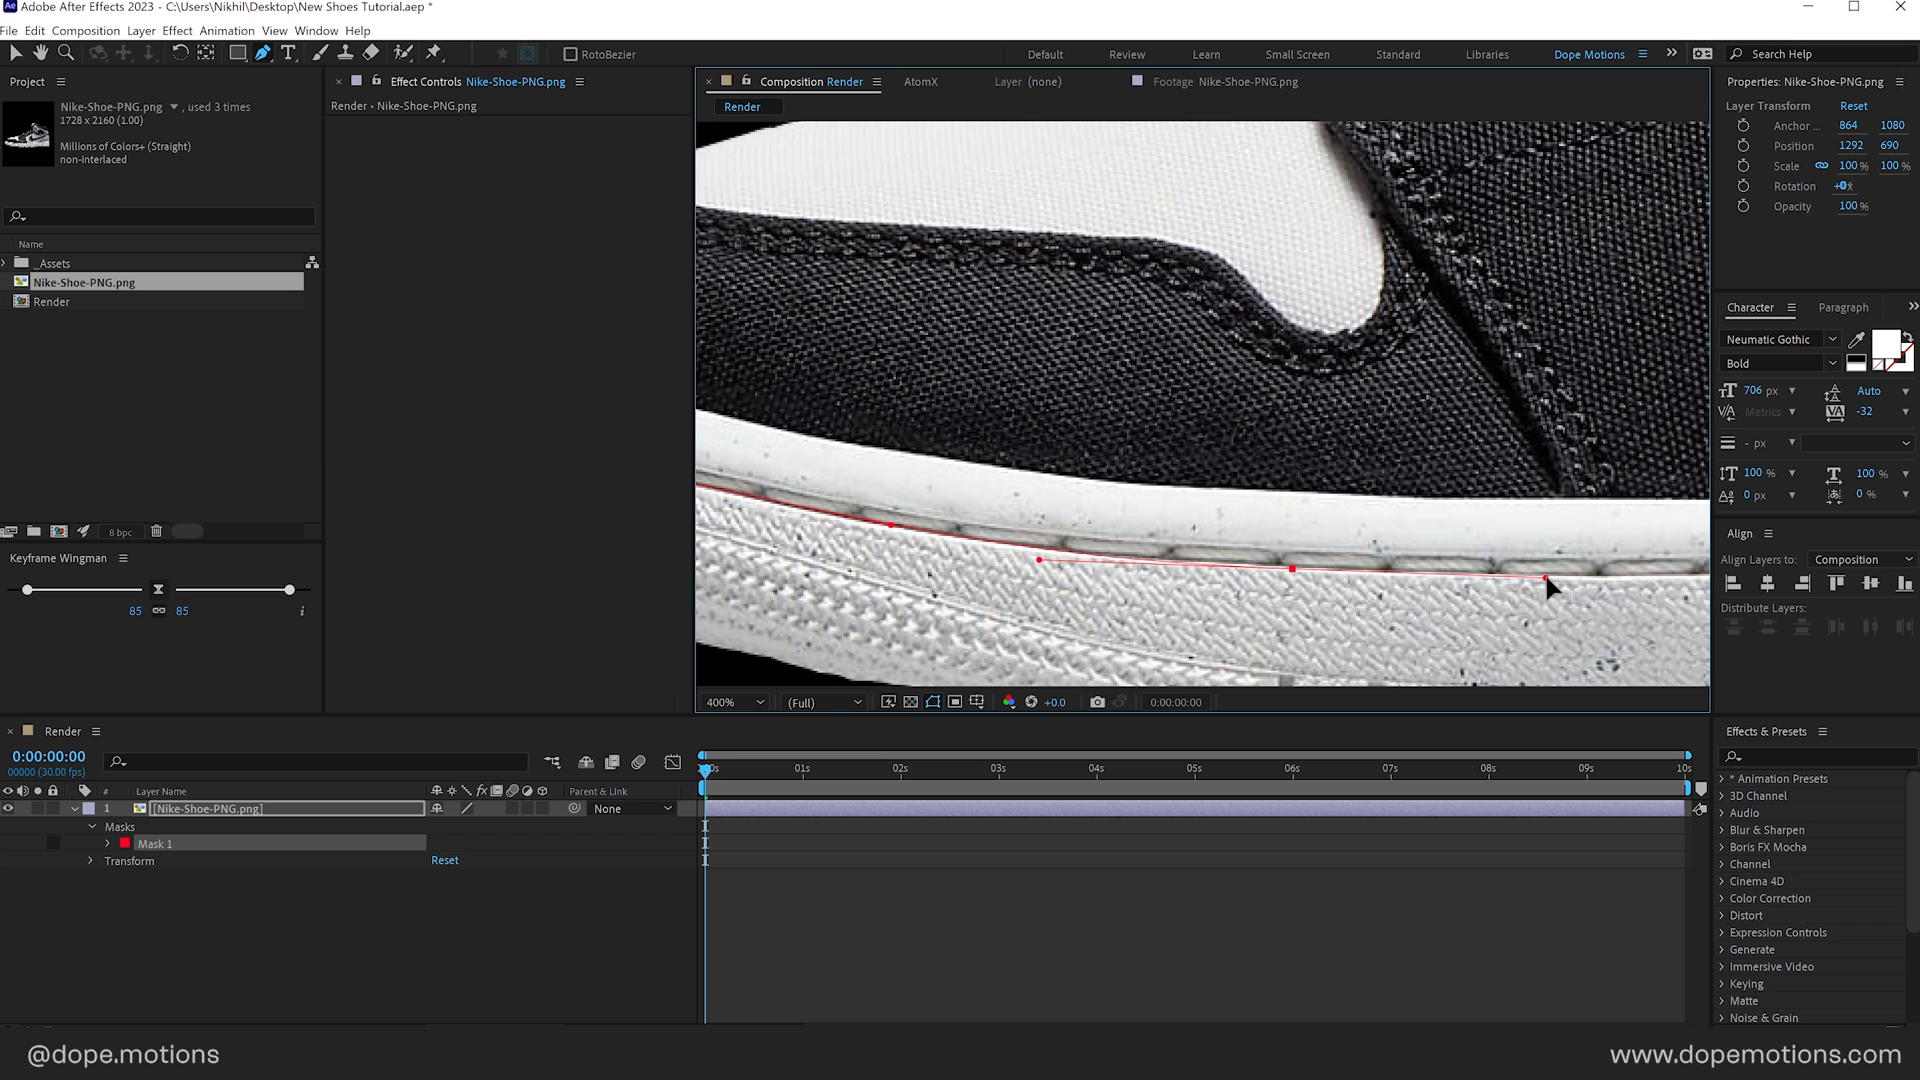 Adobe After Effects 2023 - C:\Users\Nikhil\Desktop\New Shoes Tutorial.aep *
File Edit Composition Layer Effect Animation View Window Help
RotoBezier
Default Review Learn Small Screen Standard Libraries Dope Motions Search Help
Project
Nike-Shoe-PNG.png , used 3 times
1728 x 2160 (1.00)
Millions of Colors+ (Straight)
non-interlaced
Name
_Assets
Nike-Shoe-PNG.png
Render
8 bpc
Keyframe Wingman
85 85
Effect Controls Nike-Shoe-PNG.png
Render • Nike-Shoe-PNG.png
Composition Render AtomX Layer (none) Footage Nike-Shoe-PNG.png
Render
400% (Full) +0.0 0:00:00:00
Properties: Nike-Shoe-PNG.png
Layer Transform Reset
Anchor ... 864 1080
Position 1292 690
Scale 100 % 100 %
Rotation
Opacity 100 %
Character Paragraph
Neumatic Gothic
Bold
706 px Auto
Metrics -32
- px
100 % 100 %
0 px 0 %
Align
Align Layers to: Composition
Distribute Layers:
Render
0:00:00:00
00000 (30.00 fps)
# Layer Name Parent & Link
1 [Nike-Shoe-PNG.png] None
Masks
Mask 1
Transform Reset
01s 02s 03s 04s 05s 06s 07s 08s 09s 10s
Effects & Presets
* Animation Presets
3D Channel
Audio
Blur & Sharpen
Boris FX Mocha
Channel
Cinema 4D
Color Correction
Distort
Expression Controls
Generate
Immersive Video
Keying
Matte
Noise & Grain
@dope.motions
www.dopemotions.com